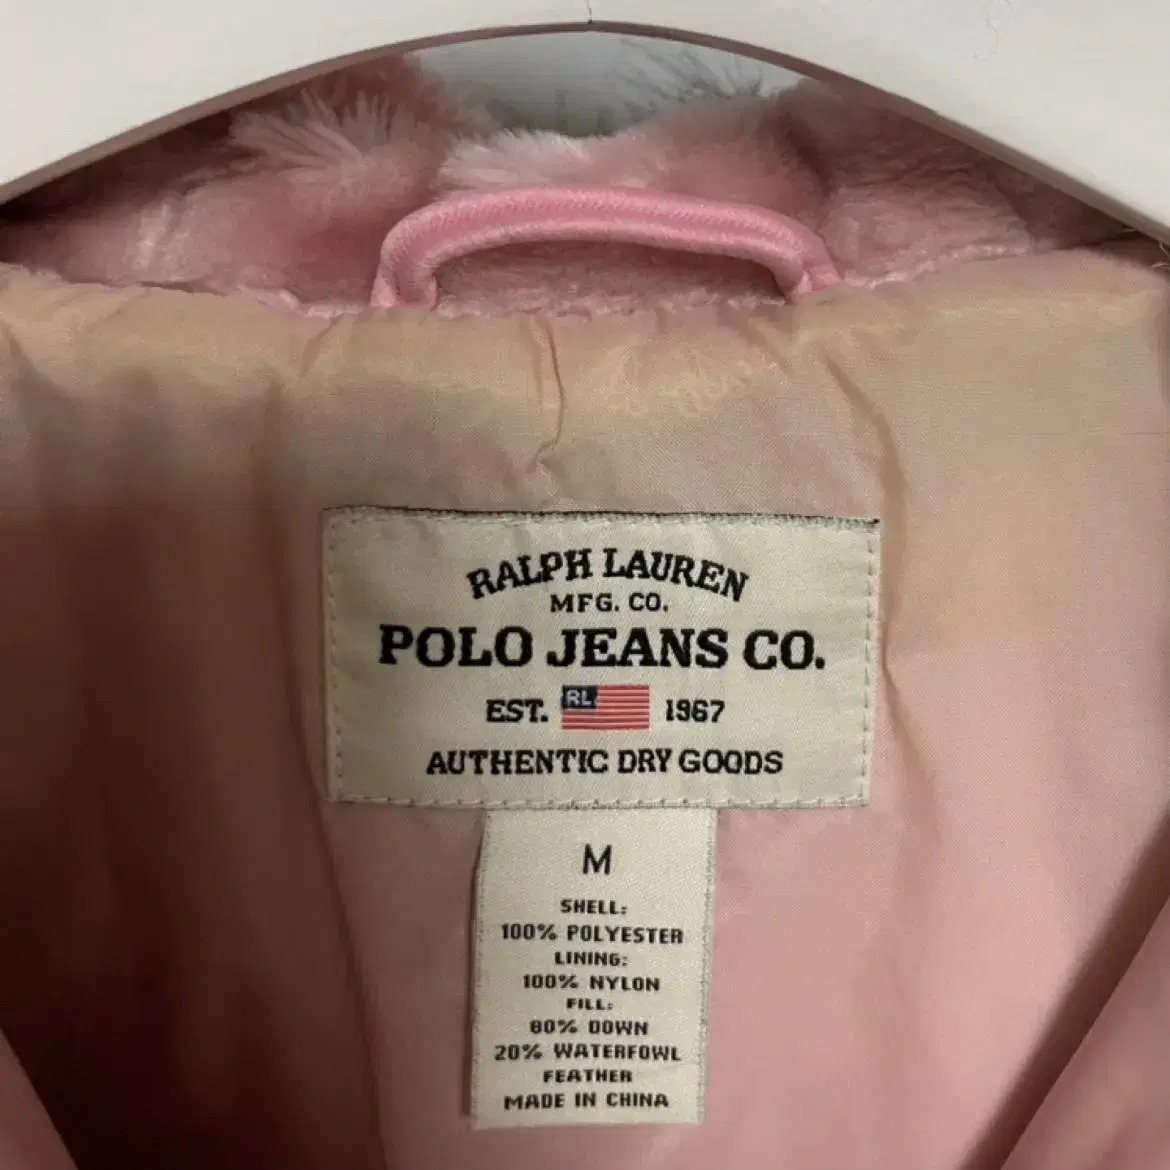 RALPH LAUREN
MFG. CO.
POLO JEANS CO.
EST. RL 1967
AUTHENTIC DRY GOODS
M
SHELL:
100% POLYESTER
LINING:
100% NYLON
FILL:
80% DOWN
20% WATERFOWL
FEATHER
MADE IN CHINA